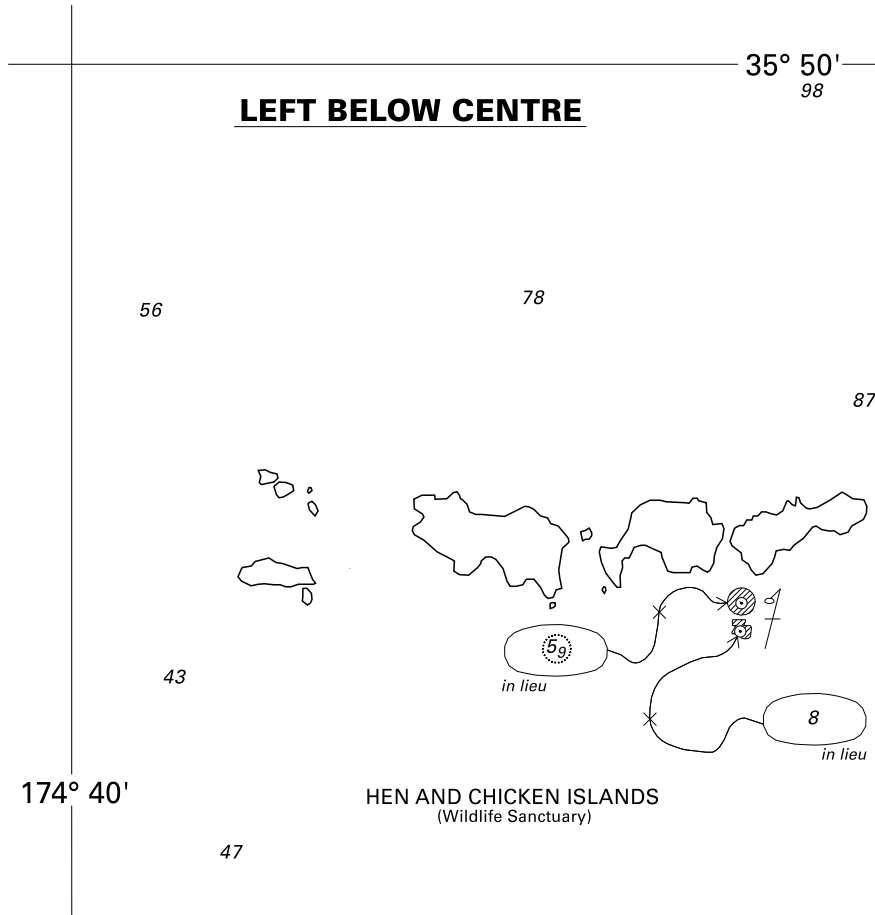 35° 50'
98
LEFT BELOW CENTRE
78
56
87
5₉
in lieu
43
8
in lieu
174° 40'
HEN AND CHICKEN ISLANDS
(Wildlife Sanctuary)
47